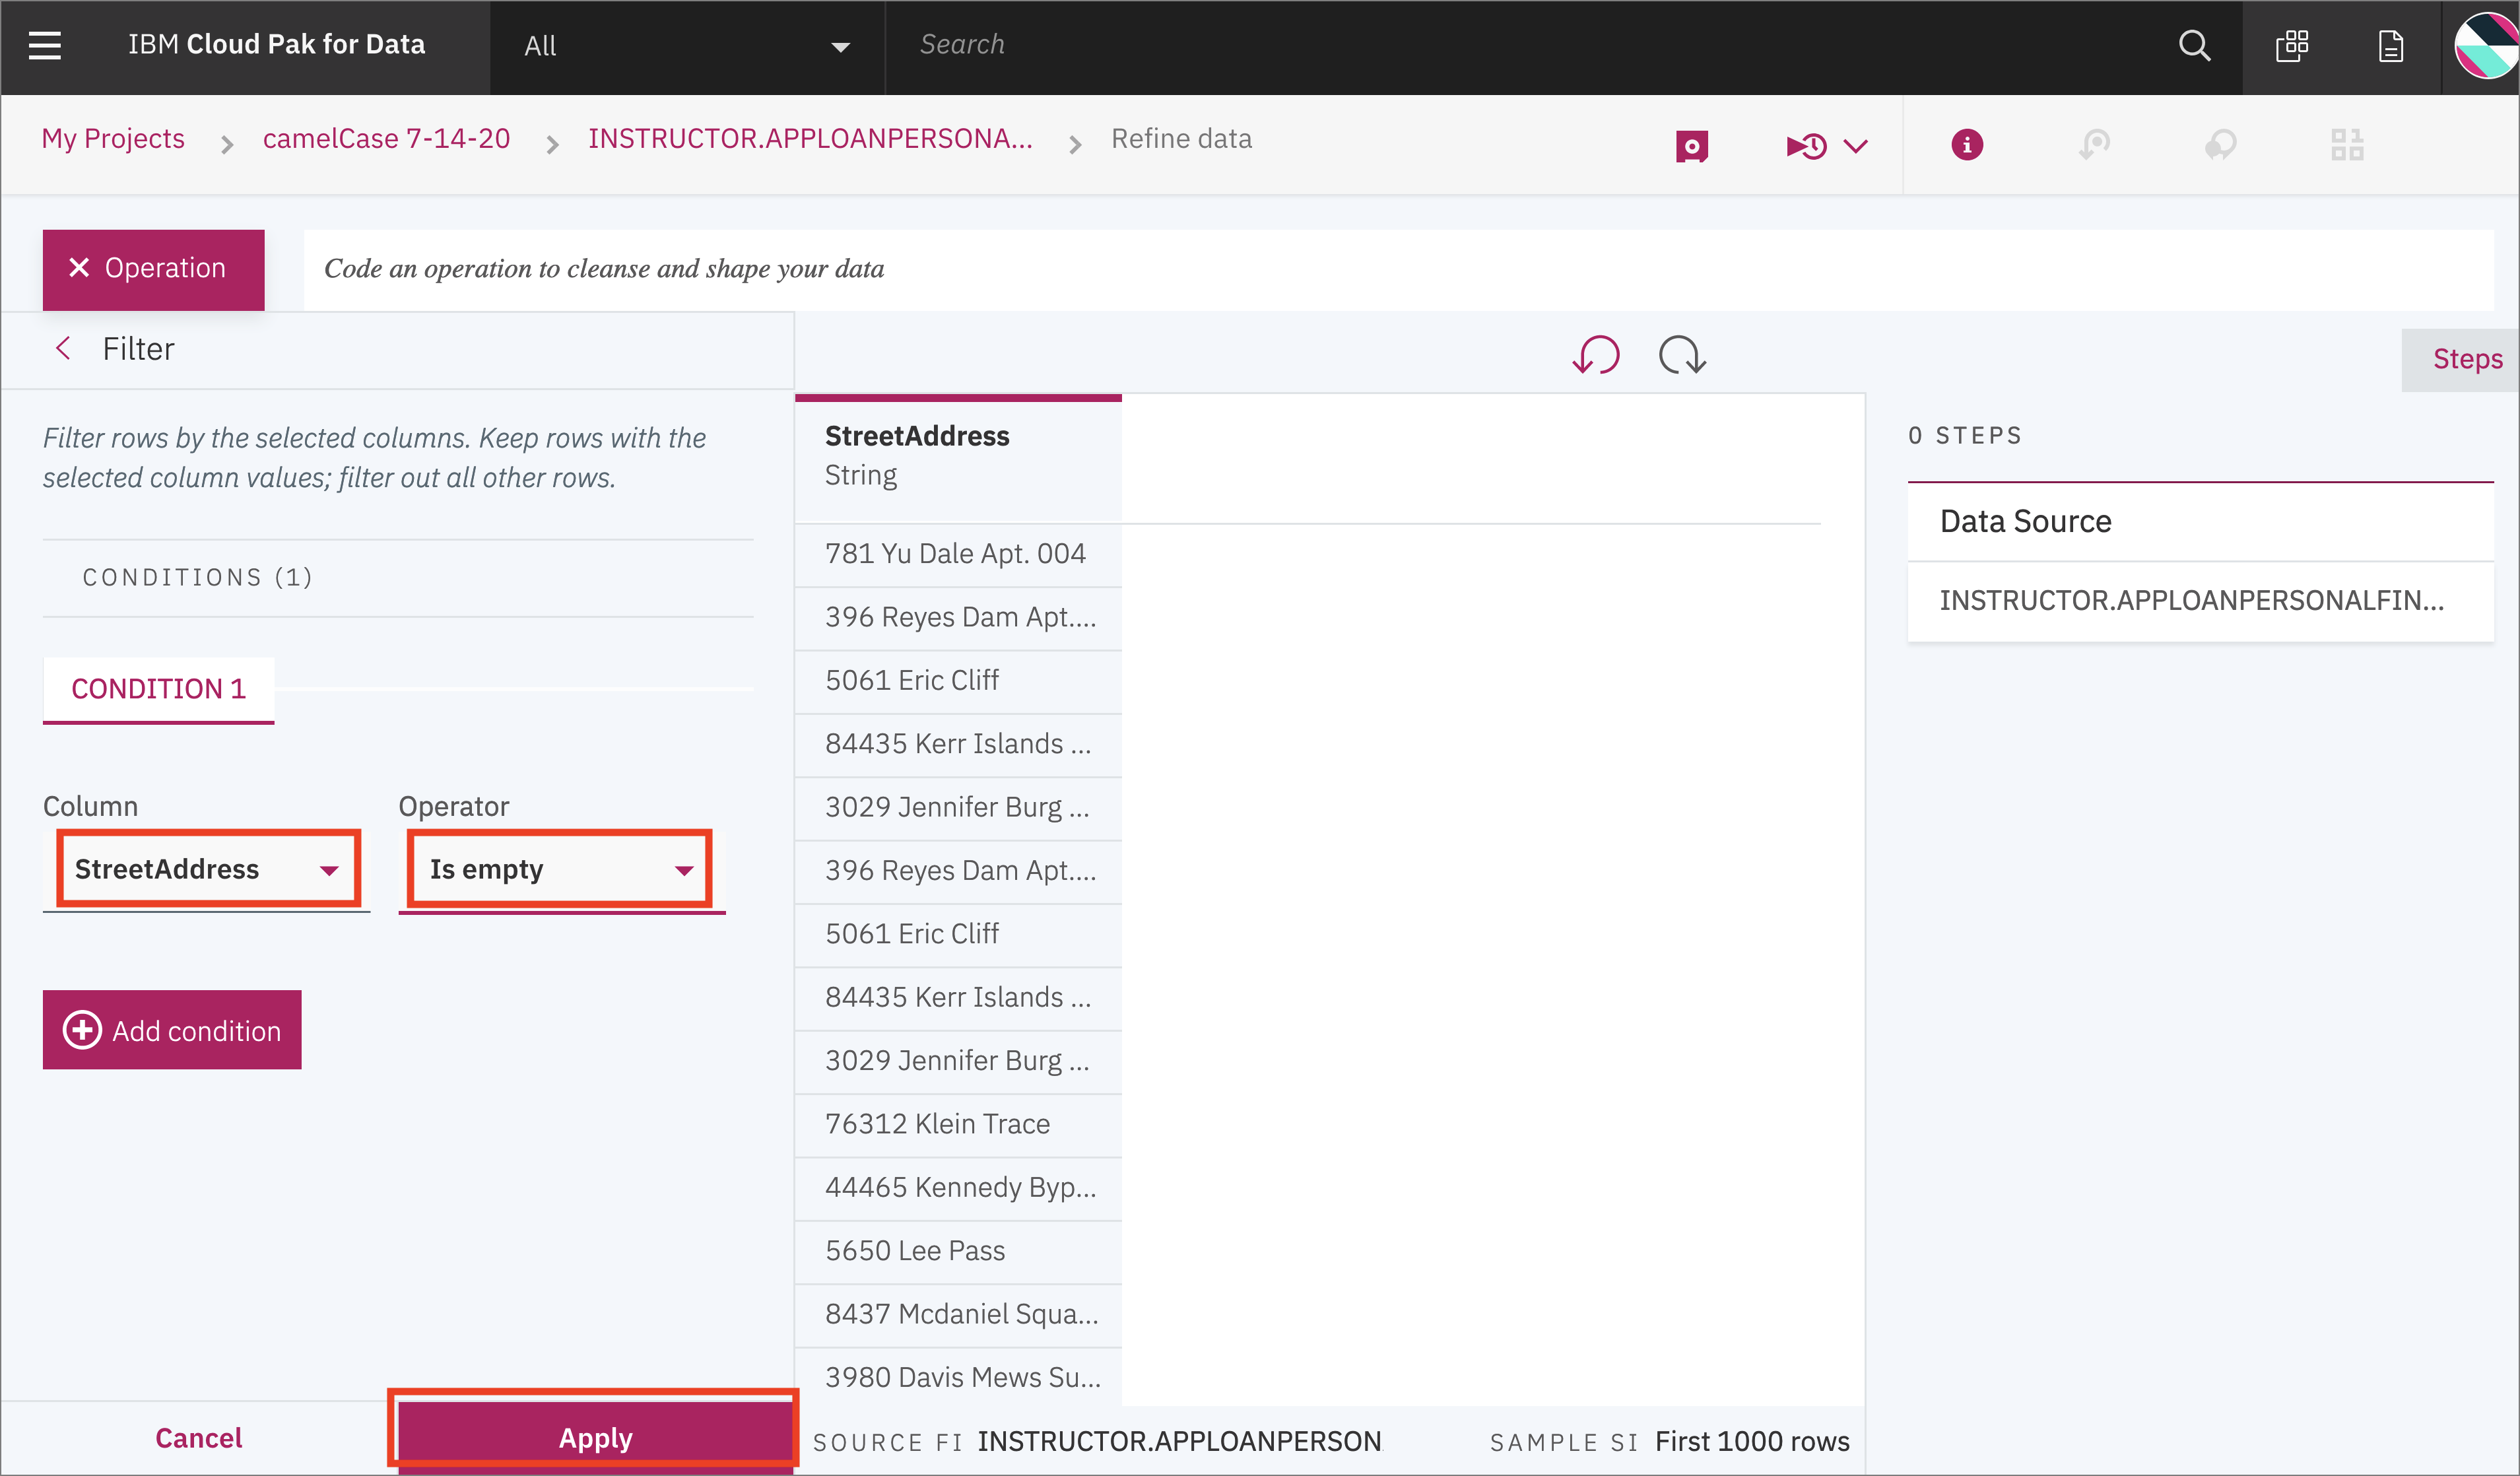 IBM Cloud Pak for Data
All
Search
My Projects > camelCase 7-14-20 > INSTRUCTOR.APPLOANPERSONA... > Refine data
× Operation
Code an operation to cleanse and shape your data
Filter
Steps
Filter rows by the selected columns. Keep rows with the
selected column values; filter out all other rows.
CONDITIONS (1)
CONDITION 1
Column
Operator
StreetAddress
Is empty
Add condition
Cancel
Apply
StreetAddress
String
781 Yu Dale Apt. 004
396 Reyes Dam Apt....
5061 Eric Cliff
84435 Kerr Islands ...
3029 Jennifer Burg ...
396 Reyes Dam Apt....
5061 Eric Cliff
84435 Kerr Islands ...
3029 Jennifer Burg ...
76312 Klein Trace
44465 Kennedy Byp...
5650 Lee Pass
8437 Mcdaniel Squa...
3980 Davis Mews Su...
SOURCE FI INSTRUCTOR.APPLOANPERSON
SAMPLE SI First 1000 rows
0 STEPS
Data Source
INSTRUCTOR.APPLOANPERSONALFIN...